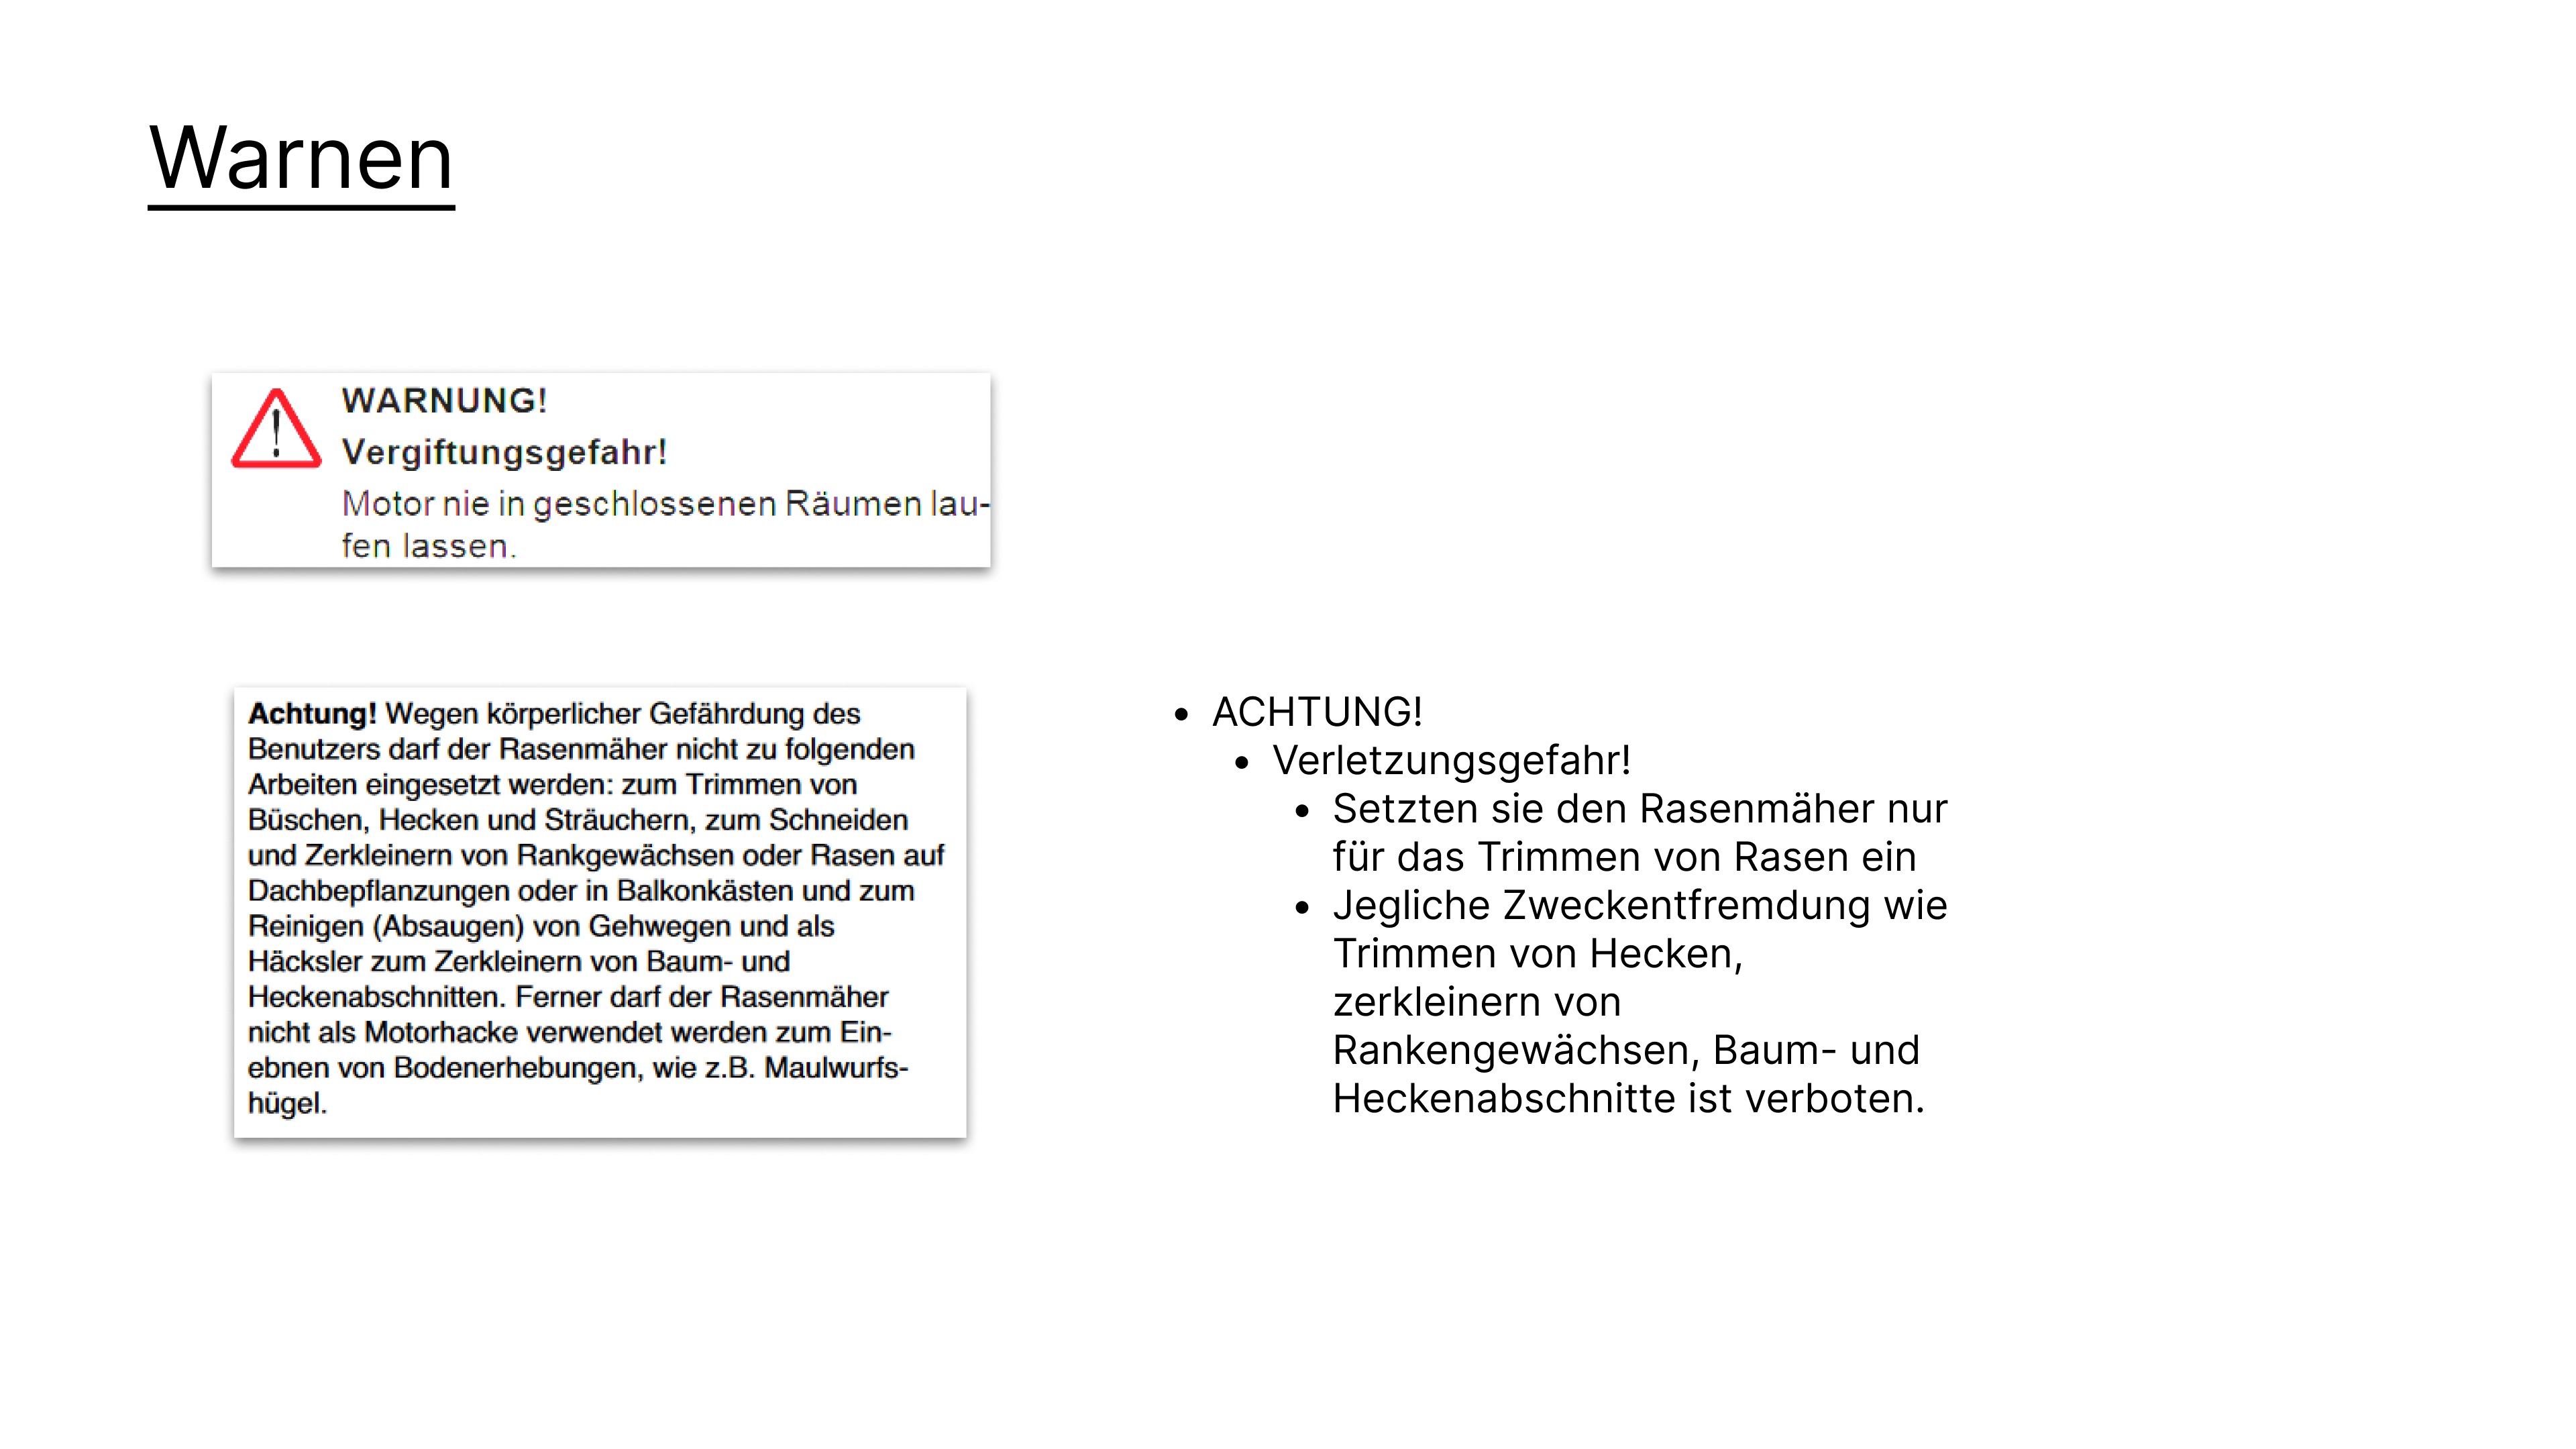 Warnen
WARNUNG!
Vergiftungsgefahr!
Motor nie in geschlossenen Räumen lau-
fen lassen.
Achtung! Wegen körperlicher Gefährdung des
Benutzers darf der Rasenmäher nicht zu folgenden
Arbeiten eingesetzt werden: zum Trimmen von
Büschen, Hecken und Sträuchern, zum Schneiden
und Zerkleinern von Rankgewächsen oder Rasen auf
Dachbepflanzungen oder in Balkonkästen und zum
Reinigen (Absaugen) von Gehwegen und als
Häcksler zum Zerkleinern von Baum- und
Heckenabschnitten. Ferner darf der Rasenmäher
nicht als Motorhacke verwendet werden zum Ein-
ebnen von Bodenerhebungen, wie z.B. Maulwurfs-
hügel.
• ACHTUNG!
• Verletzungsgefahr!
• Setzten sie den Rasenmäher nur
für das Trimmen von Rasen ein
• Jegliche Zweckentfremdung wie
Trimmen von Hecken,
zerkleinern von
Rankengewächsen, Baum- und
Heckenabschnitte ist verboten.